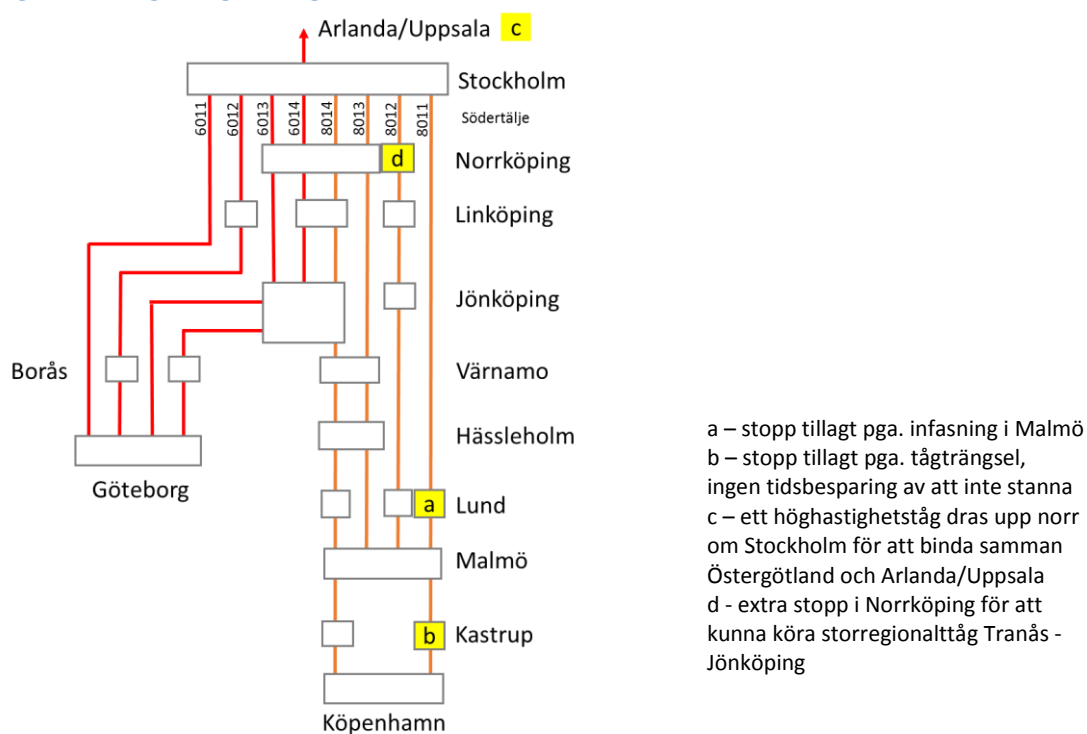 Arlanda/Uppsala c
Stockholm
6011
6012
6013
6014
8014
8013
8012
8011
Södertälje
d
Norrköping
Linköping
Jönköping
Borås
Värnamo
Hässleholm
Göteborg
a
Lund
Malmö
b
Kastrup
Köpenhamn
a – stopp tillagt pga. infasning i Malmö
b – stopp tillagt pga. tågträngsel,
ingen tidsbesparing av att inte stanna
c – ett höghastighetståg dras upp norr
om Stockholm för att binda samman
Östergötland och Arlanda/Uppsala
d - extra stopp i Norrköping för att
kunna köra storregionalttåg Tranås -
Jönköping